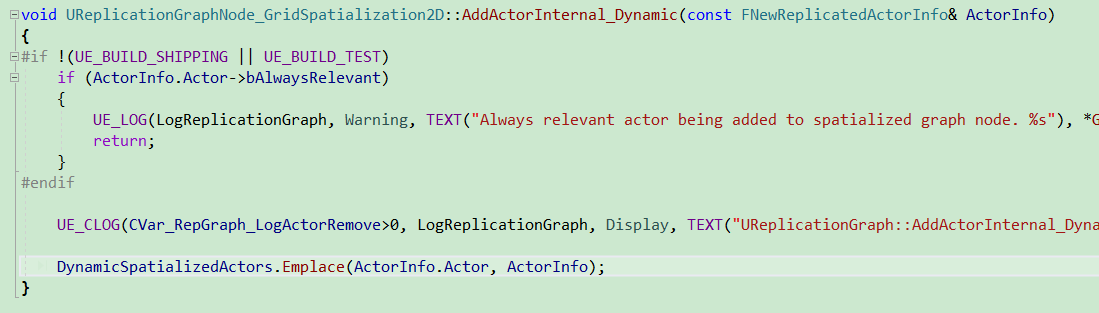 void UReplicationGraphNode_GridSpatialization2D::AddActorInternal_Dynamic(const FNewReplicatedActorInfo& ActorInfo)
{
#if !(UE_BUILD_SHIPPING || UE_BUILD_TEST)
    if (ActorInfo.Actor->bAlwaysRelevant)
    {
        UE_LOG(LogReplicationGraph, Warning, TEXT("Always relevant actor being added to spatialized graph node. %s"), *G
        return;
    }
#endif
    UE_CLOG(CVar_RepGraph_LogActorRemove>0, LogReplicationGraph, Display, TEXT("UReplicationGraph::AddActorInternal_Dyna
    DynamicSpatializedActors.Emplace(ActorInfo.Actor, ActorInfo);
}